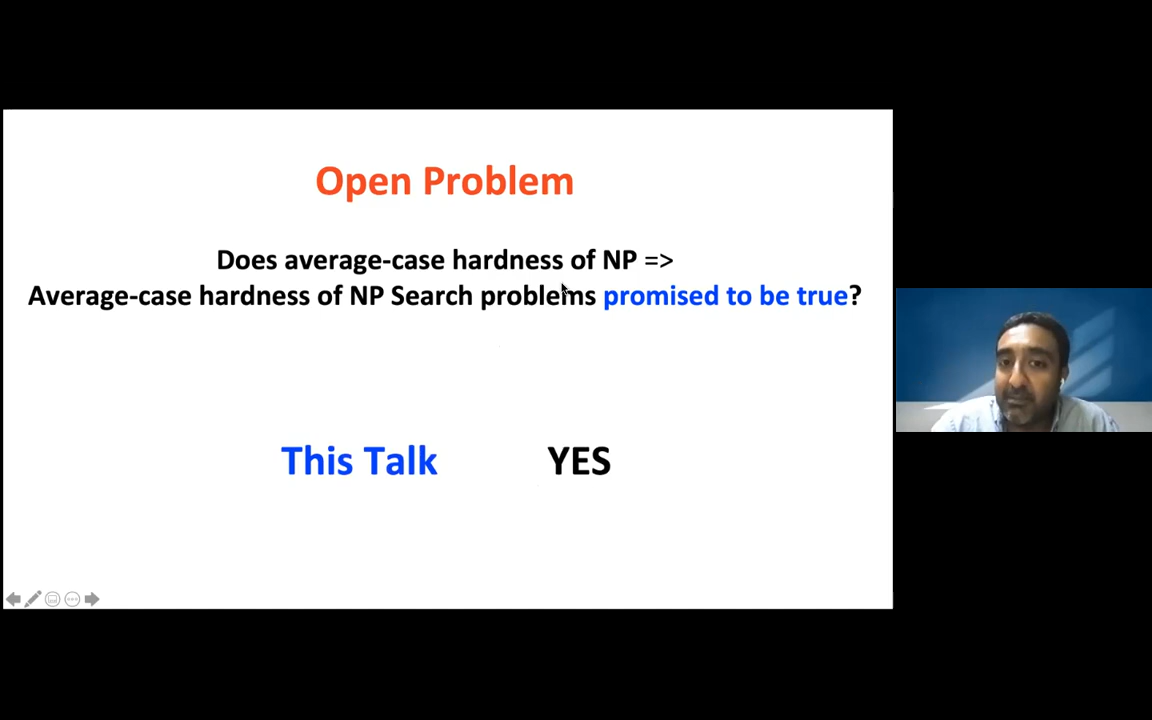 Open Problem
Does average-case hardness of NP =>
Average-case hardness of NP Search problems promised to be true?
This Talk YES